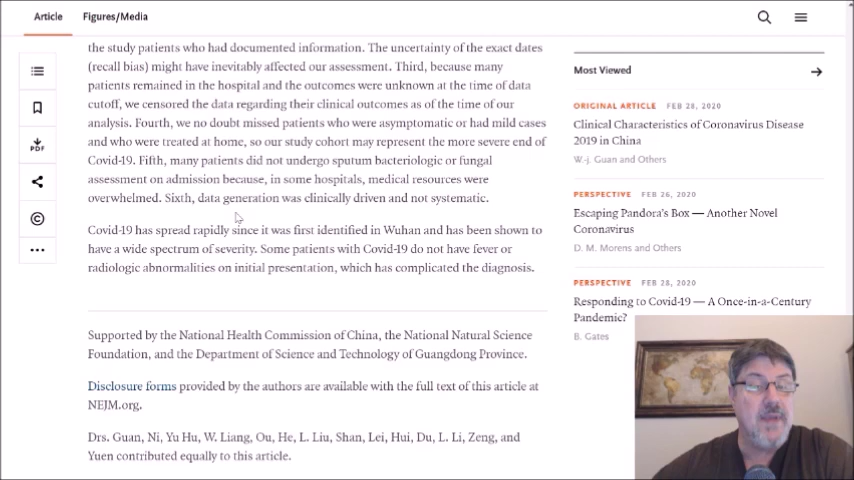 Article
Figures/Media
the study patients who had documented information. The uncertainty of the exact dates
(recall bias) might have inevitably affected our assessment. Third, because many
patients remained in the hospital and the outcomes were unknown at the time of data
cutoff, we censored the data regarding their clinical outcomes as of the time of our
analysis. Fourth, we no doubt missed patients who were asymptomatic or had mild cases
and who were treated at home, so our study cohort may represent the more severe end of
Covid-19. Fifth, many patients did not undergo sputum bacteriologic or fungal
assessment on admission because, in some hospitals, medical resources were
overwhelmed. Sixth, data generation was clinically driven and not systematic.
Covid-19 has spread rapidly since it was first identified in Wuhan and has been shown to
have a wide spectrum of severity. Some patients with Covid-19 do not have fever or
radiologic abnormalities on initial presentation, which has complicated the diagnosis.
Supported by the National Health Commission of China, the National Natural Science
Foundation, and the Department of Science and Technology of Guangdong Province.
Disclosure forms provided by the authors are available with the full text of this article at
NEJM.org.
Drs. Guan, Ni, Yu Hu, W. Liang, Ou, He, L. Liu, Shan, Lei, Hui, Du, L. Li, Zeng, and
Yuen contributed equally to this article.
PDF
Most Viewed
ORIGINAL ARTICLE FEB 28, 2020
Clinical Characteristics of Coronavirus Disease
2019 in China
W.-j. Guan and Others
PERSPECTIVE FEB 26, 2020
Escaping Pandora's Box — Another Novel
Coronavirus
D. M. Morens and Others
PERSPECTIVE FEB 28, 2020
Responding to Covid-19 — A Once-in-a-Century
Pandemic?
B. Gates